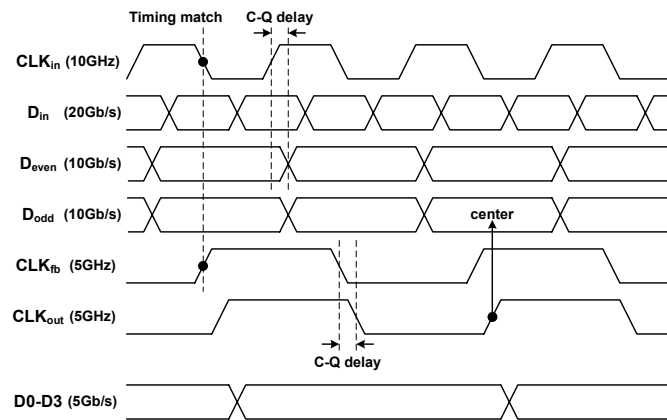 Timing match
C-Q delay
CLKin (10GHz)
Din (20Gb/s)
Deven (10Gb/s)
Dodd (10Gb/s)
center
CLKfb (5GHz)
CLKout (5GHz)
C-Q delay
D0-D3 (5Gb/s)